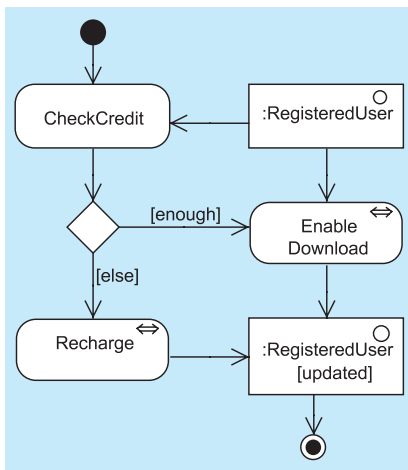 CheckCredit
:RegisteredUser
[enough]
Enable
Download
[else]
Recharge
:RegisteredUser
[updated]